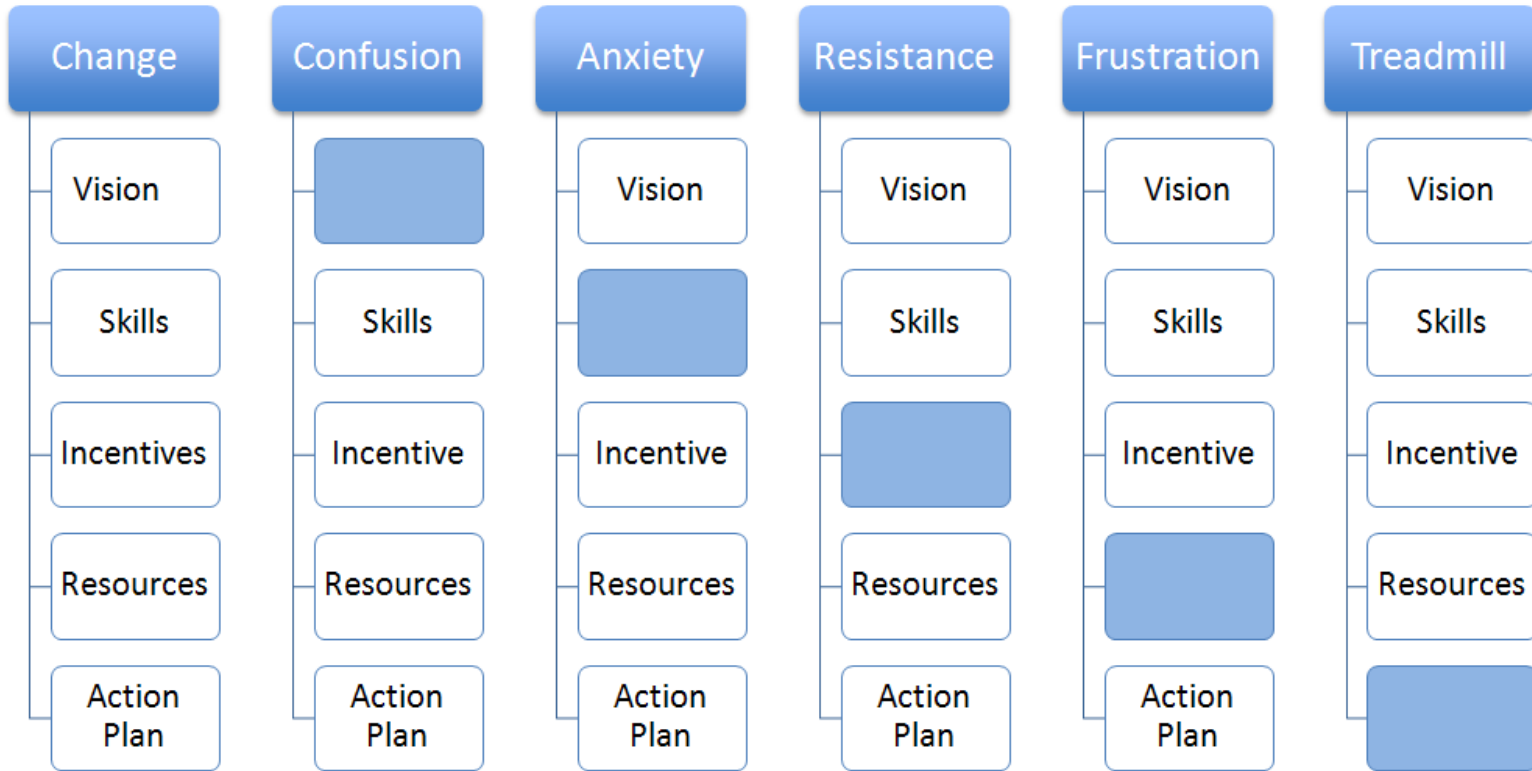 Change
Vision
Skills
Incentives
Resources
Action
Plan
Confusion
Skills
Incentive
Resources
Action
Plan
Anxiety
Vision
Incentive
Resources
Action
Plan
Resistance
Vision
Skills
Resources
Action
Plan
Frustration
Vision
Skills
Incentive
Action
Plan
Treadmill
Vision
Skills
Incentive
Resources